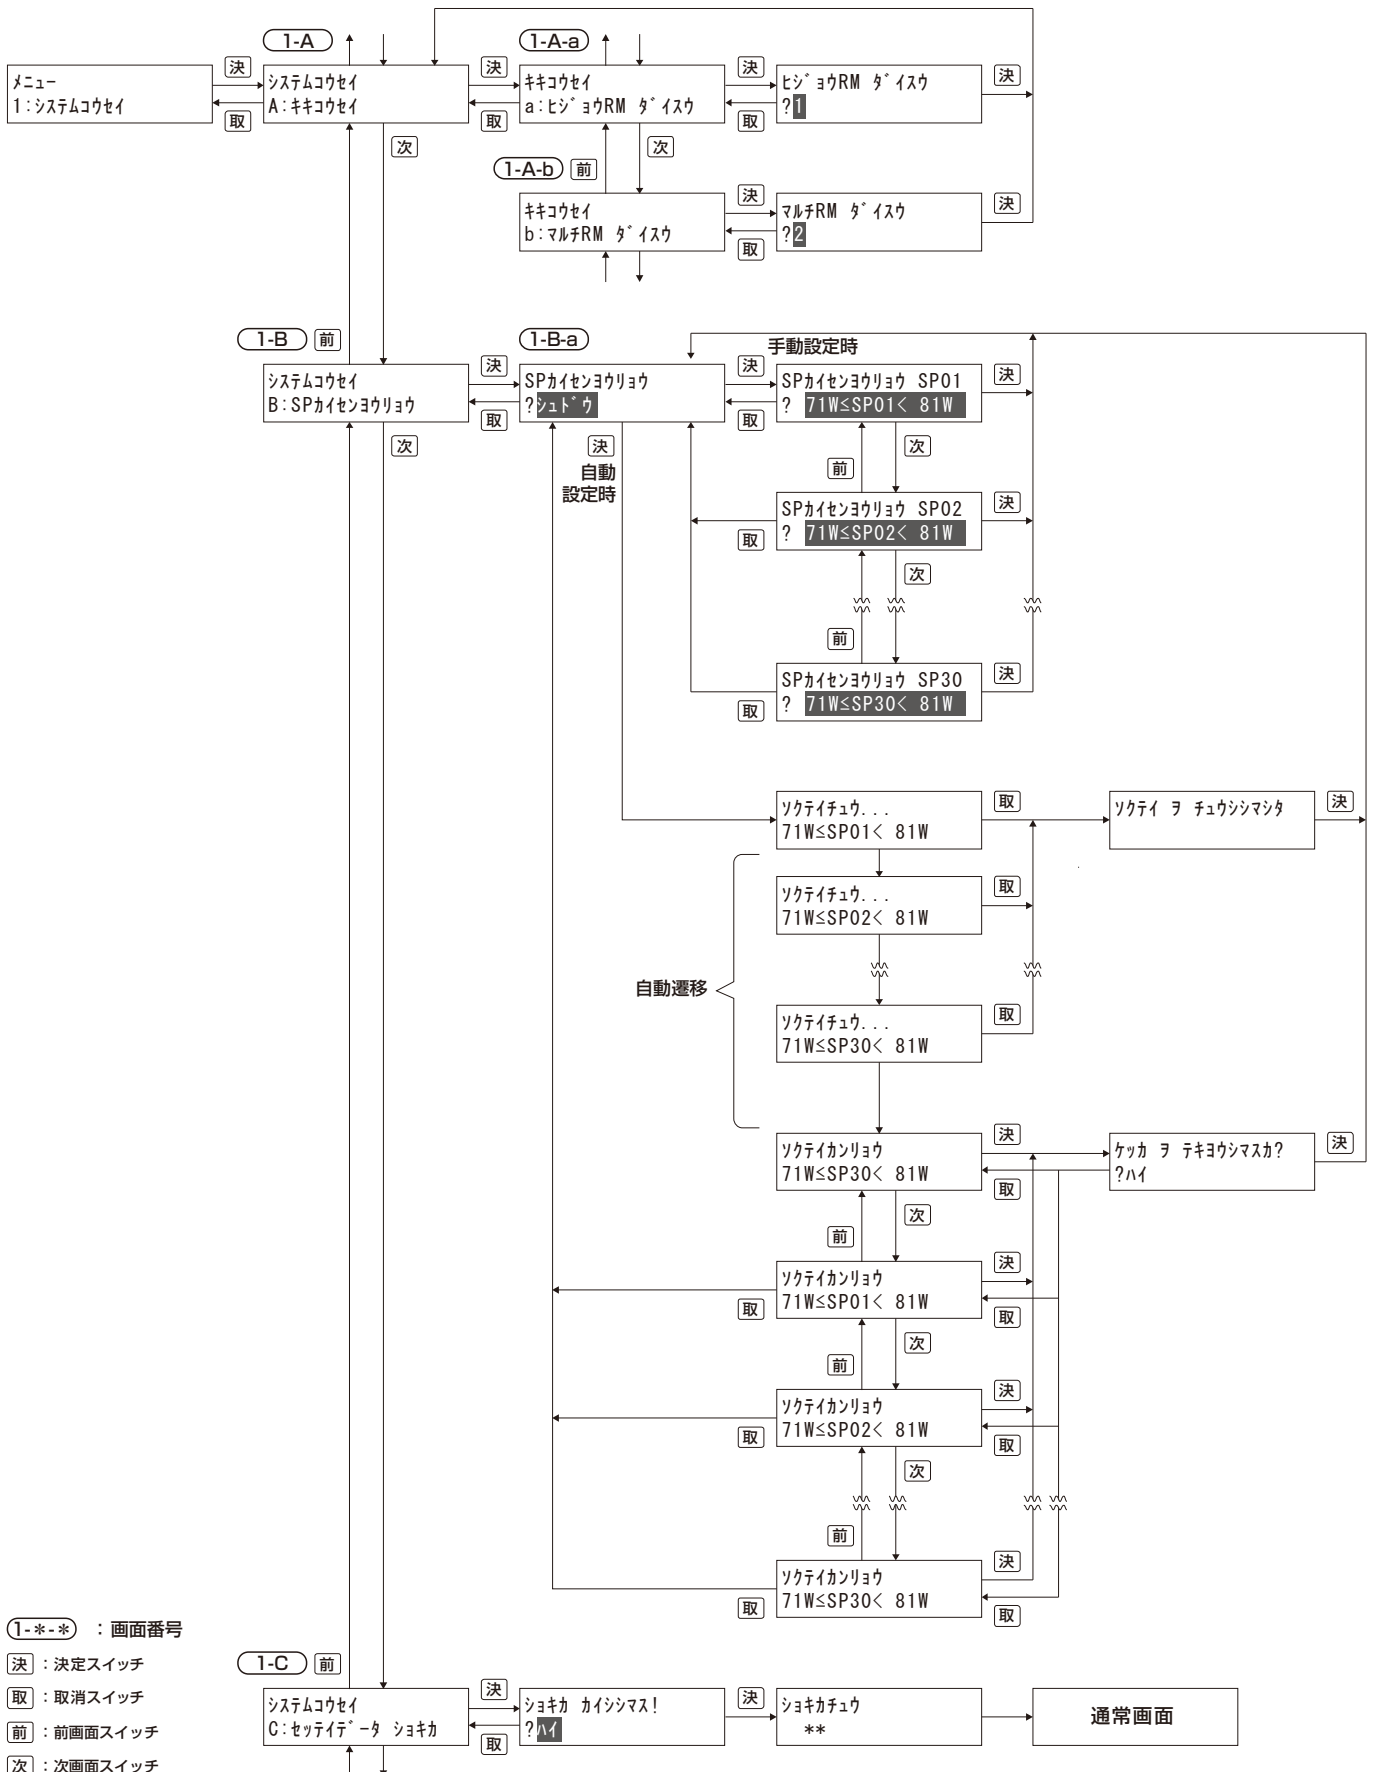 1-A
1-A-a
メニュー
1:システムコウセイ
決
取
システムコウセイ
A:キキコウセイ
決
取
キキコウセイ
a:ヒジョウRM ダイスウ
決
取
ヒジョウRM ダイスウ
?1
決
次
次
1-A-b
前
キキコウセイ
b:マルチRM ダイスウ
決
取
マルチRM ダイスウ
?2
決
1-B
前
1-B-a
手動設定時
システムコウセイ
B:SPカイセンヨウリョウ
決
取
SPカイセンヨウリョウ
?シュドウ
決
取
SPカイセンヨウリョウ SP01
? 71W≤SP01< 81W
決
次
決
自動
設定時
次
前
SPカイセンヨウリョウ SP02
? 71W≤SP02< 81W
決
取
次
前
SPカイセンヨウリョウ SP30
? 71W≤SP30< 81W
決
取
ソクテイチュウ...
71W≤SP01< 81W
取
ソクテイ ヲ チュウシシマシタ
決
ソクテイチュウ...
71W≤SP02< 81W
取
自動遷移
ソクテイチュウ...
71W≤SP30< 81W
取
ソクテイカンリョウ
71W≤SP30< 81W
決
取
ケッカ ヲ テキヨウシマスカ?
?ハイ
決
次
前
ソクテイカンリョウ
71W≤SP01< 81W
決
取
取
次
前
ソクテイカンリョウ
71W≤SP02< 81W
決
取
取
次
前
ソクテイカンリョウ
71W≤SP30< 81W
決
取
取
1-*-* :画面番号
決:決定スイッチ
取:取消スイッチ
前:前画面スイッチ
次:次画面スイッチ
1-C
前
システムコウセイ
C:セッテイデータ ショキカ
決
取
ショキカ カイシシマス!
?ハイ
決
ショキカチュウ
**
通常画面